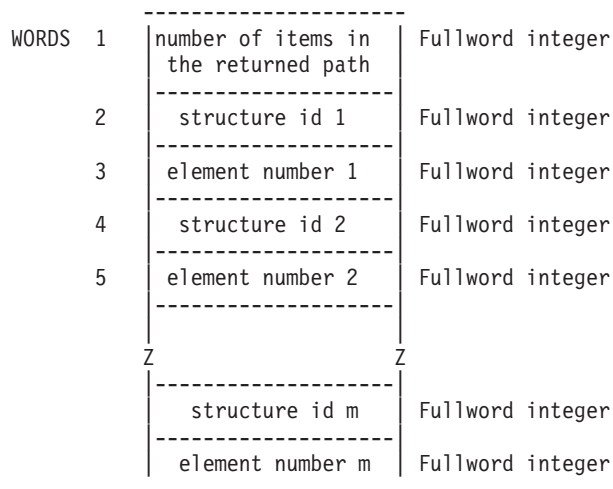 WORDS 1 number of items in Fullword integer
the returned path
2 structure id 1 Fullword integer
3 element number 1 Fullword integer
4 structure id 2 Fullword integer
5 element number 2 Fullword integer
Z Z
structure id m Fullword integer
element number m Fullword integer